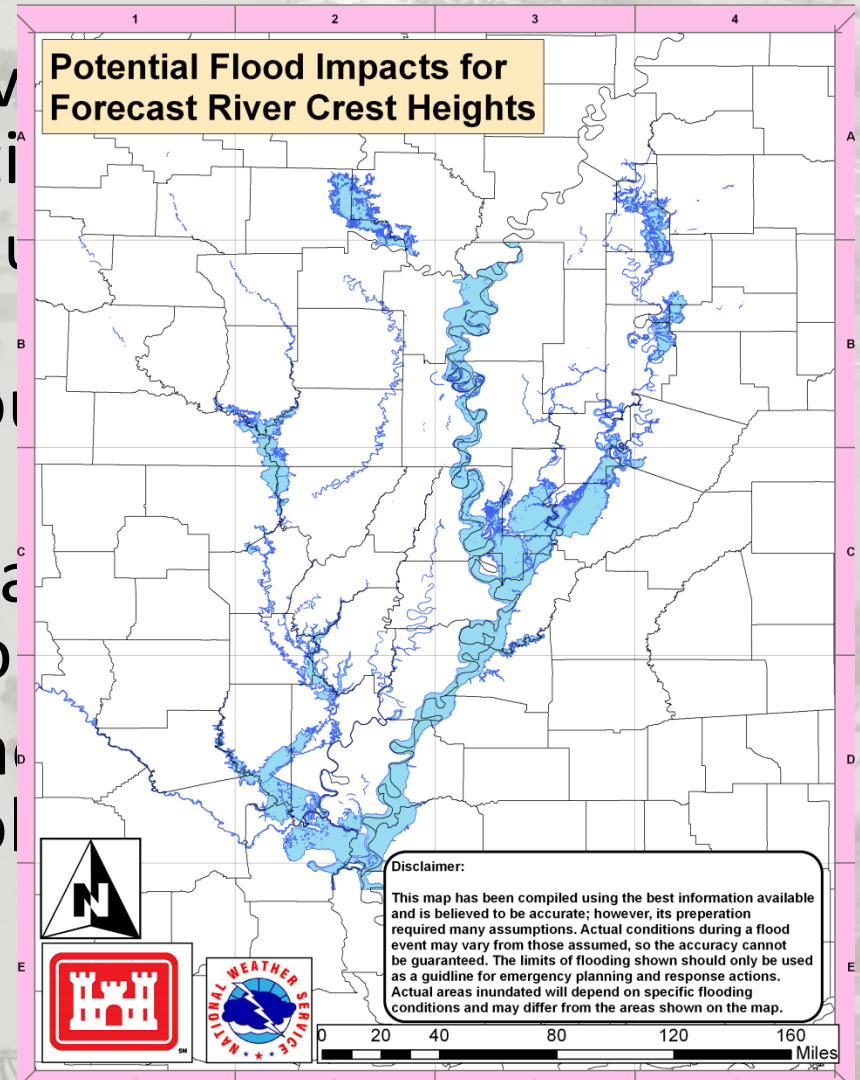 1 2 3 4
Potential Flood Impacts for
Forecast River Crest Heights
A A
B B
C C
D D
E E
Disclaimer:
This map has been compiled using the best information available
and is believed to be accurate; however, its preperation
required many assumptions. Actual conditions during a flood
event may vary from those assumed, so the accuracy cannot
be guaranteed. The limits of flooding shown should only be used
as a guidline for emergency planning and response actions.
Actual areas inundated will depend on specific flooding
conditions and may differ from the areas shown on the map.
N
SM
NATIONAL WEATHER SERVICE
0 20 40 80 120 160
Miles